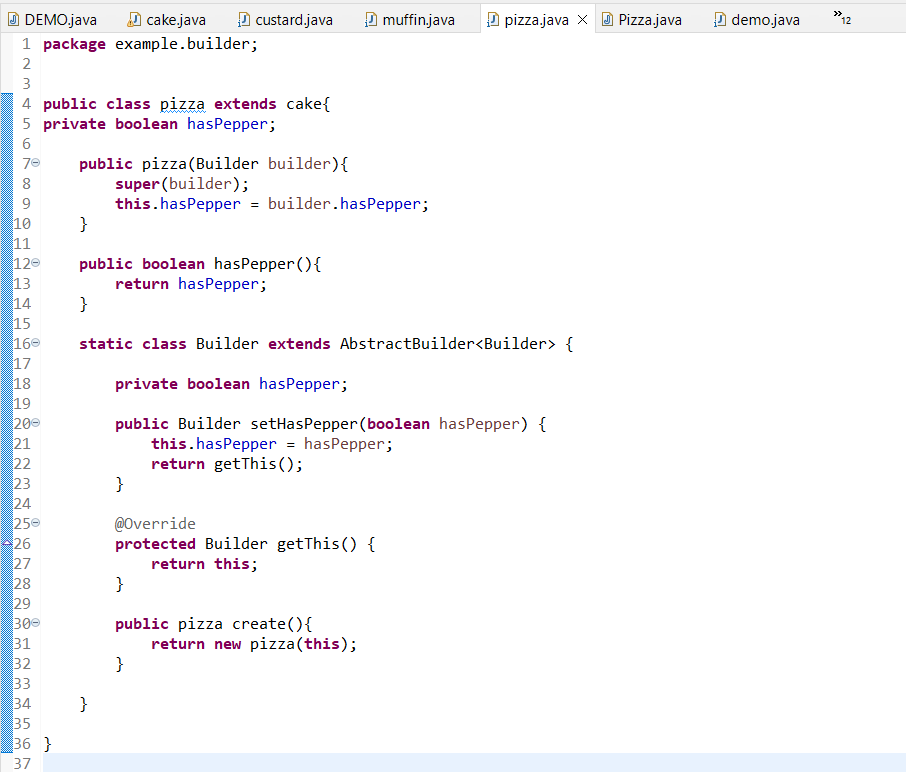 DEMO.java cake.java custard.java muffin.java pizza.java Pizza.java demo.java »12
1 package example.builder;
2
3
4 public class pizza extends cake{
5 private boolean hasPepper;
6
7 public pizza(Builder builder){
8 super(builder);
9 this.hasPepper = builder.hasPepper;
10 }
11
12 public boolean hasPepper(){
13 return hasPepper;
14 }
15
16 static class Builder extends AbstractBuilder<Builder> {
17
18 private boolean hasPepper;
19
20 public Builder setHasPepper(boolean hasPepper) {
21 this.hasPepper = hasPepper;
22 return getThis();
23 }
24
25 @Override
26 protected Builder getThis() {
27 return this;
28 }
29
30 public pizza create(){
31 return new pizza(this);
32 }
33
34 }
35
36 }
37